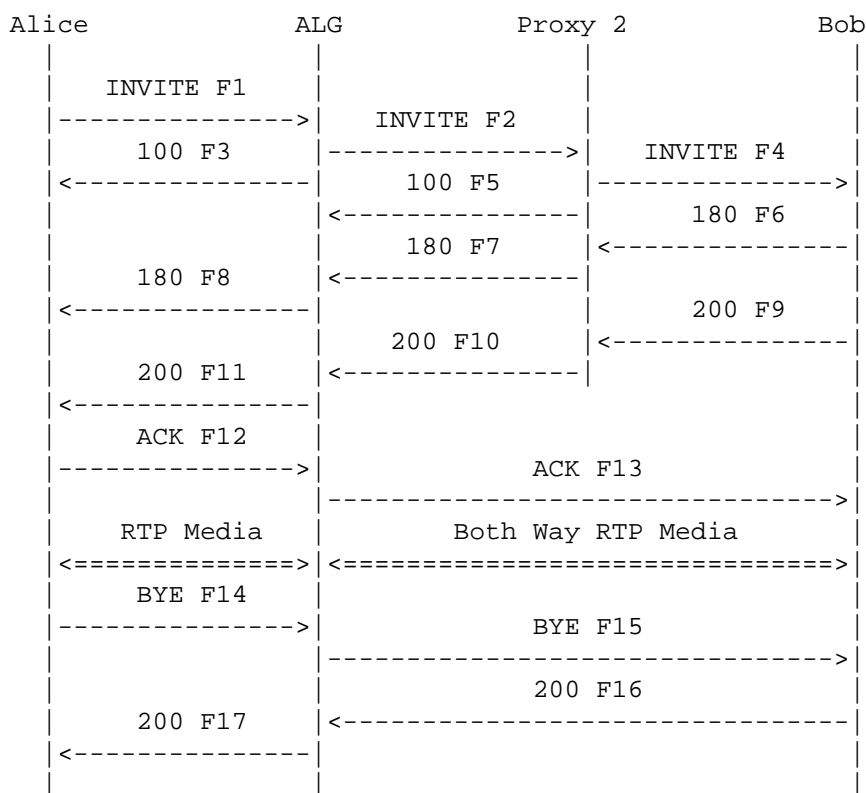 Alice ALG Proxy 2 Bob
INVITE F1
INVITE F2
100 F3 INVITE F4
100 F5
180 F6
180 F7
180 F8
200 F9
200 F10
200 F11
ACK F12
ACK F13
RTP Media Both Way RTP Media
BYE F14
BYE F15
200 F16
200 F17